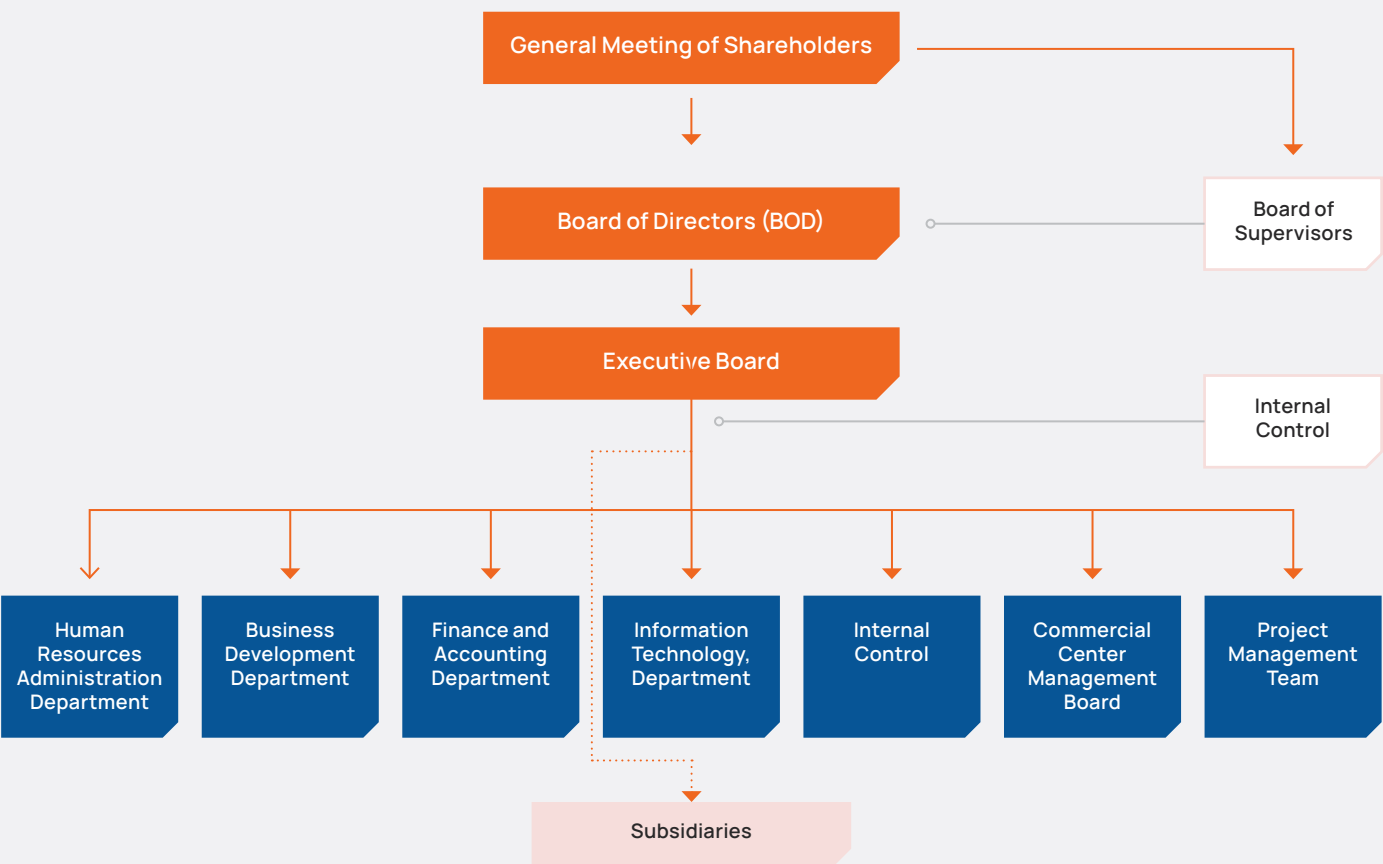 General Meeting of Shareholders
Board of Directors (BOD)
Board of
Supervisors
Executive Board
Internal
Control
Human
Resources
Administration
Department
Business
Development
Department
Finance and
Accounting
Department
Information
Technology,
Department
Internal
Control
Commercial
Center
Management
Board
Project
Management
Team
Subsidiaries